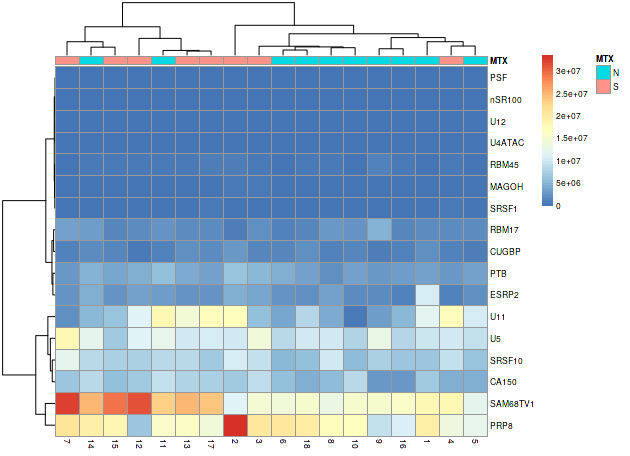 MTX
MTX
N
S
PSF
nSR100
U12
U4ATAC
RBM45
MAGOH
SRSF1
RBM17
CUGBP
PTB
ESRP2
U11
U5
SRSF10
CA150
SAM68TV1
PRP8
3e+07
2.5e+07
2e+07
1.5e+07
1e+07
5e+06
0
7 14 15 12 11 13 17 2 3 6 18 8 10 9 16 1 4 5